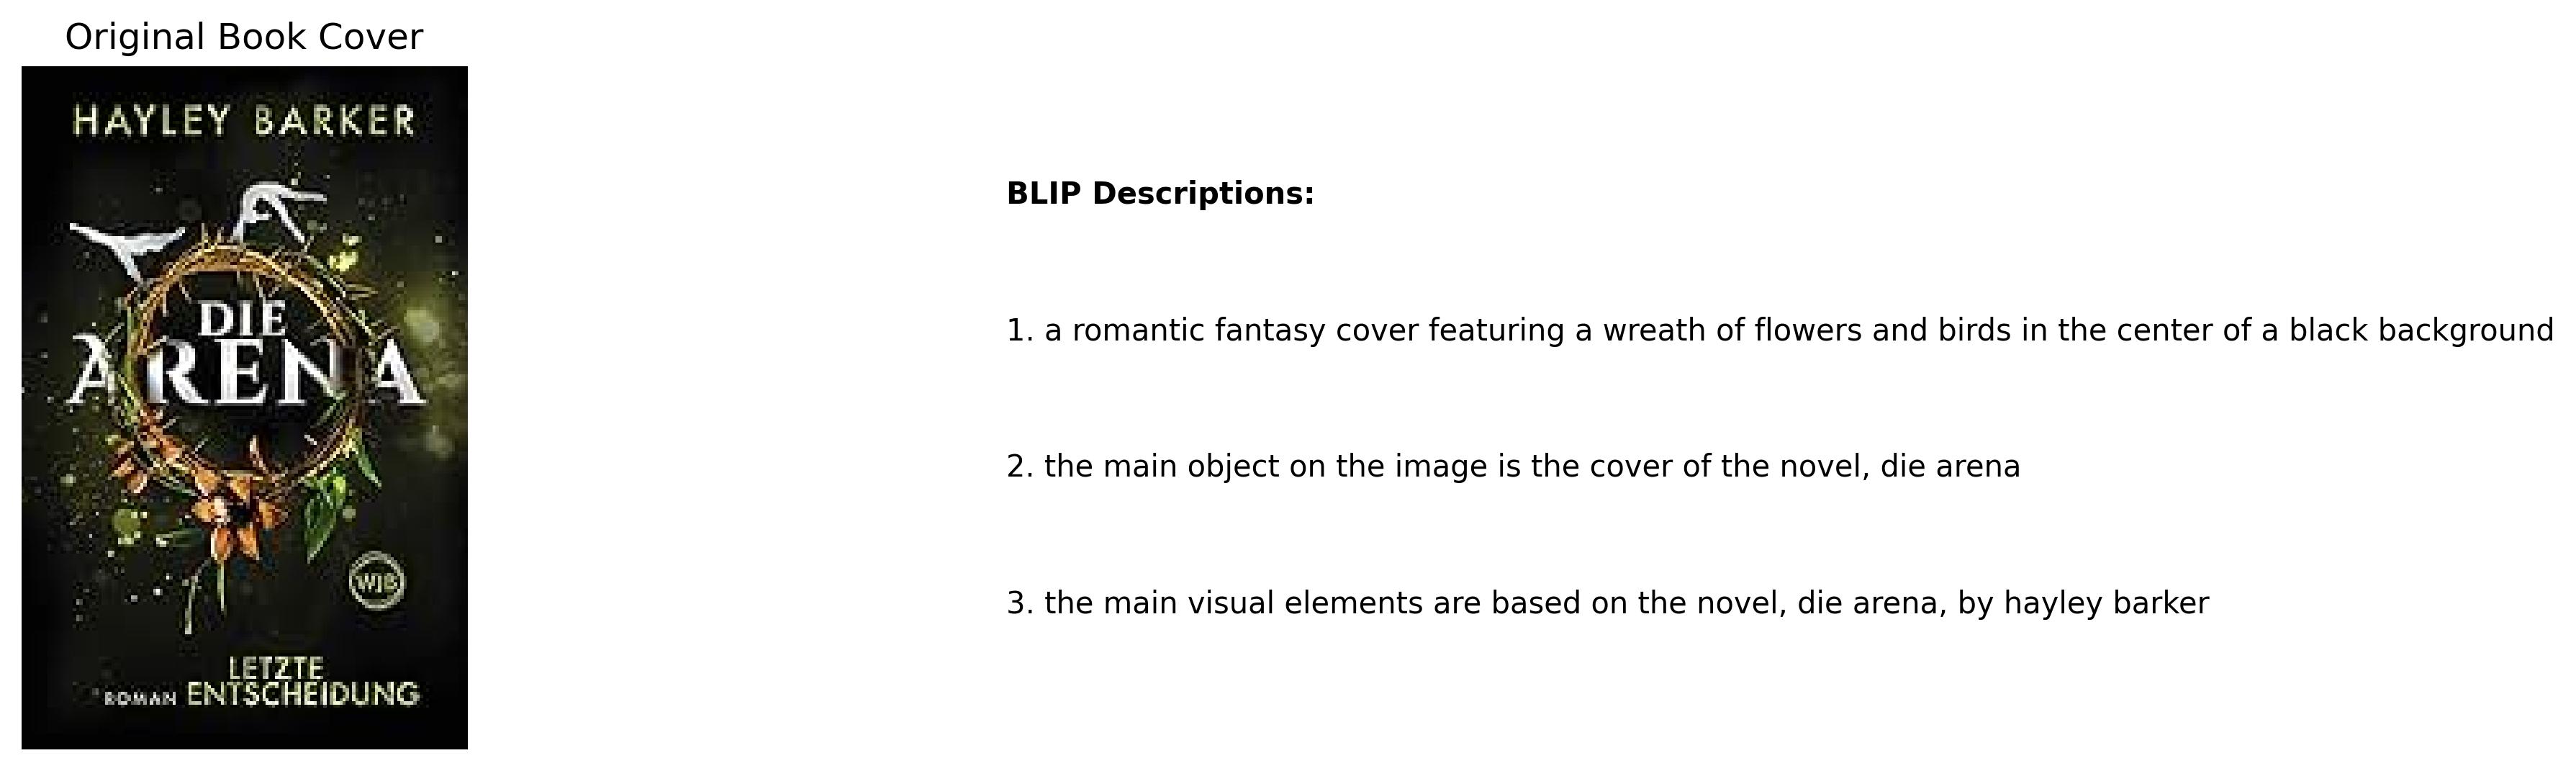 Original Book Cover
HAYLEY BARKER
DIE
ARENA
WJB
LETZTE
ROMAN ENTSCHEIDUNG
BLIP Descriptions:
1. a romantic fantasy cover featuring a wreath of flowers and birds in the center of a black background
2. the main object on the image is the cover of the novel, die arena
3. the main visual elements are based on the novel, die arena, by hayley barker